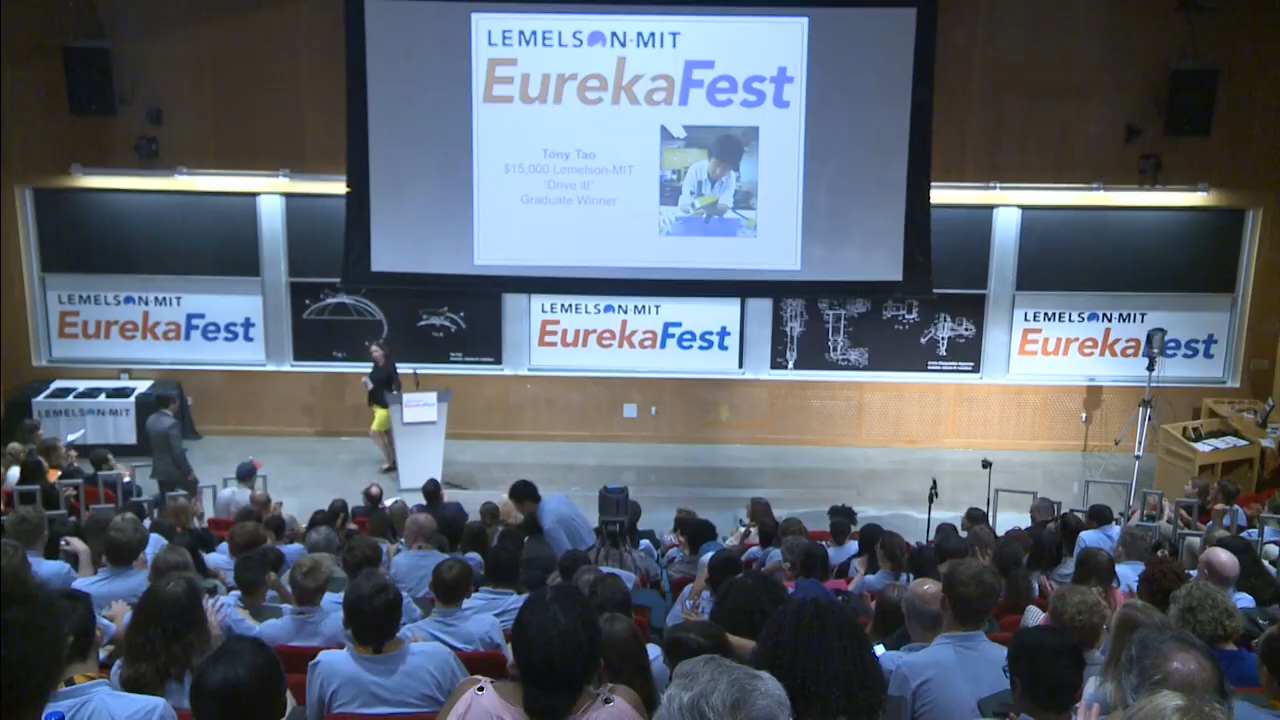 LEMELSON-MIT
EurekaFest
Tony Tao
$15,000 Lemelson-MIT
"Drive it!"
Graduate Winner
LEMELSON-MIT
EurekaFest
LEMELSON-MIT
EurekaFest
LEMELSON-MIT
EurekaFest
LEMELSON-MIT
EurekaFest